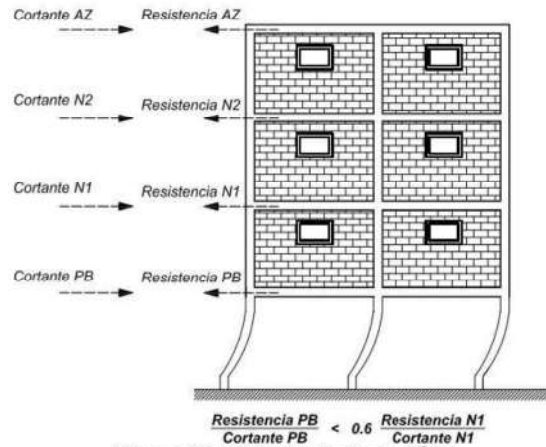 Cortante AZ Resistencia AZ
Cortante N2 Resistencia N2
Cortante N1 Resistencia N1
Cortante PB Resistencia PB
Resistencia PB < 0.6 Resistencia N1
Cortante PB Cortante N1